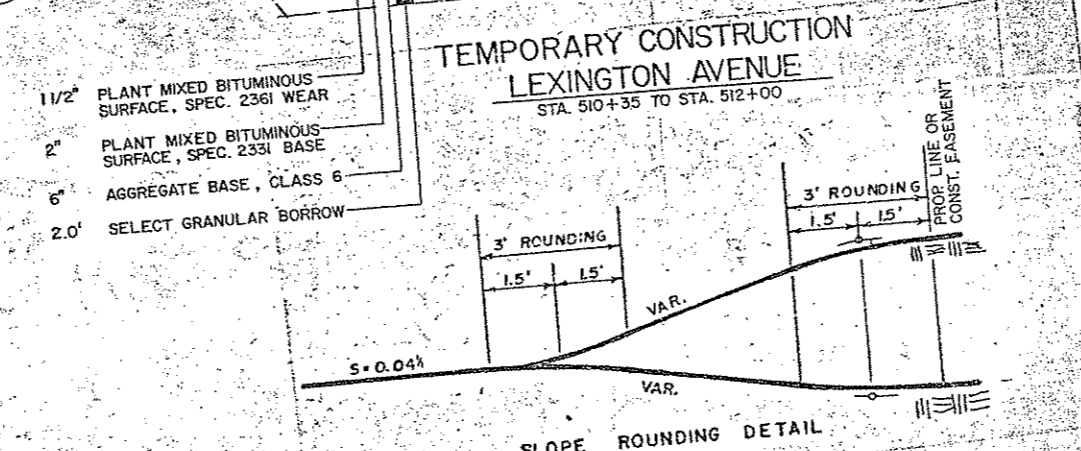 TEMPORARY CONSTRUCTION
LEXINGTON AVENUE
STA. 510+35 TO STA. 512+00
1 1/2" PLANT MIXED BITUMINOUS
SURFACE, SPEC. 2361 WEAR
2" PLANT MIXED BITUMINOUS
SURFACE, SPEC. 2331 BASE
6" AGGREGATE BASE, CLASS 6
2.0' SELECT GRANULAR BORROW
3' ROUNDING
1.5' 1.5'
3' ROUNDING
1.5' 1.5'
PROP. LINE OR
CONST. EASEMENT
VAR.
S=0.04
VAR.
SLOPE ROUNDING DETAIL